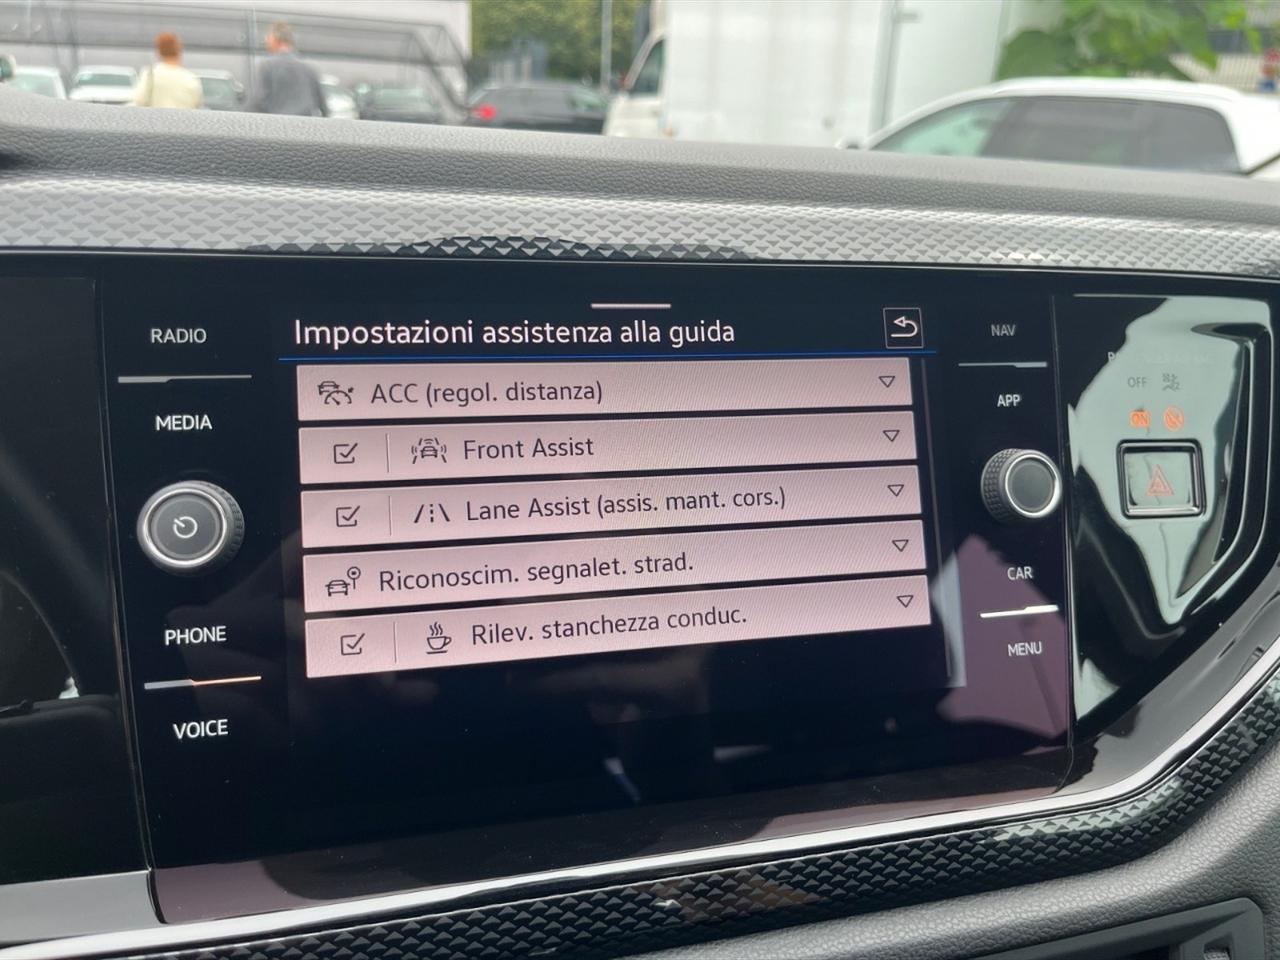 RADIO
MEDIA
PHONE
VOICE
Impostazioni assistenza alla guida
ACC (regol. distanza)
Front Assist
Lane Assist (assis. mant. cors.)
Riconoscim. segnalet. strad.
Rilev. stanchezza conduc.
NAV
APP
CAR
MENU
OFF
ON